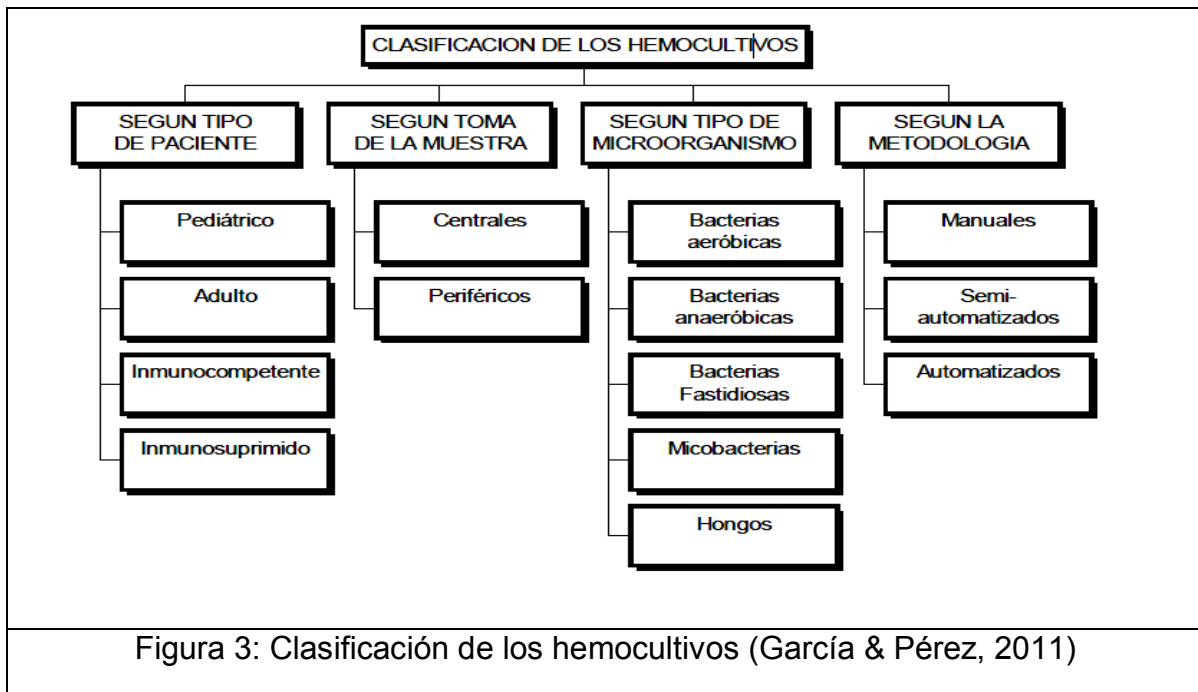 CLASIFICACION DE LOS HEMOCULTIVOS
SEGUN TIPO
DE PACIENTE
Pediátrico
Adulto
Inmunocompetente
Inmunosuprimido
SEGUN TOMA
DE LA MUESTRA
Centrales
Periféricos
SEGUN TIPO DE
MICROORGANISMO
Bacterias
aeróbicas
Bacterias
anaeróbicas
Bacterias
Fastidiosas
Micobacterias
Hongos
SEGUN LA
METODOLOGIA
Manuales
Semi-
automatizados
Automatizados
Figura 3: Clasificación de los hemocultivos (García & Pérez, 2011)